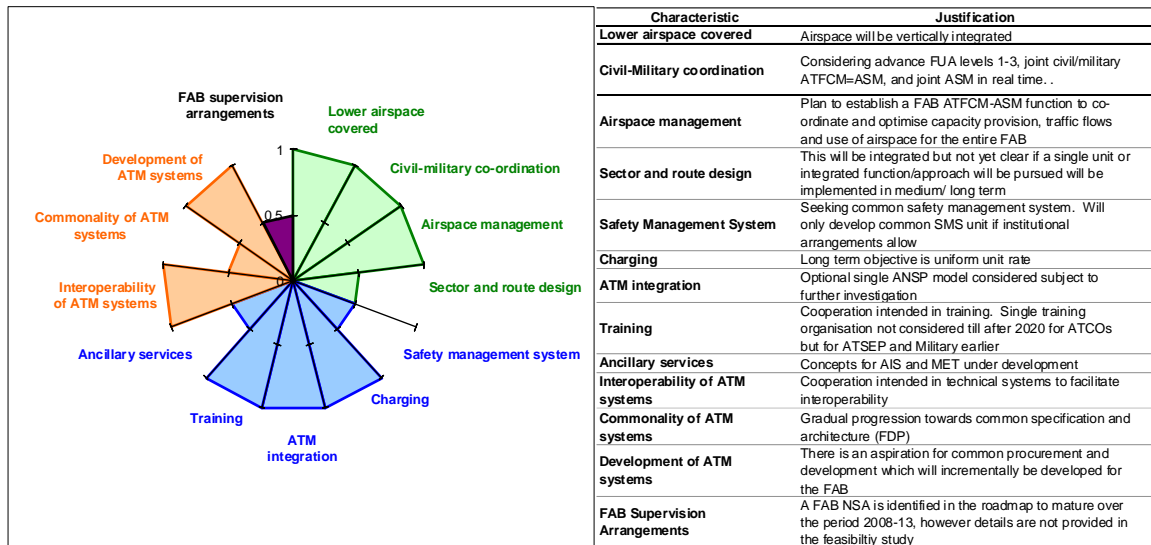 FAB supervision
arrangements
Lower airspace
covered
Development of
ATM systems
Civil-military co-ordination
Commonality of ATM
systems
Airspace management
Interoperability
of ATM systems
Sector and route design
Ancillary services
Safety management system
Training
Charging
ATM
integration
1
0.5
0
Characteristic Justification
Lower airspace covered Airspace will be vertically integrated
Civil-Military coordination Considering advance FUA levels 1-3, joint civil/military
ATFCM=ASM, and joint ASM in real time. .
Airspace management Plan to establish a FAB ATFCM-ASM function to co-
ordinate and optimise capacity provision, traffic flows
and use of airspace for the entire FAB
Sector and route design This will be integrated but not yet clear if a single unit or
integrated function/approach will be pursued will be
implemented in medium/ long term
Safety Management System Seeking common safety management system. Will
only develop common SMS unit if institutional
arrangements allow
Charging Long term objective is uniform unit rate
ATM integration Optional single ANSP model considered subject to
further investigation
Training Cooperation intended in training. Single training
organisation not considered till after 2020 for ATCOs
but for ATSEP and Military earlier
Ancillary services Concepts for AIS and MET under development
Interoperability of ATM
systems Cooperation intended in technical systems to facilitate
interoperability
Commonality of ATM
systems Gradual progression towards common specification and
architecture (FDP)
Development of ATM
systems There is an aspiration for common procurement and
development which will incrementally be developed for
the FAB
FAB Supervision
Arrangements A FAB NSA is identified in the roadmap to mature over
the period 2008-13, however details are not provided in
the feasibiltiy study